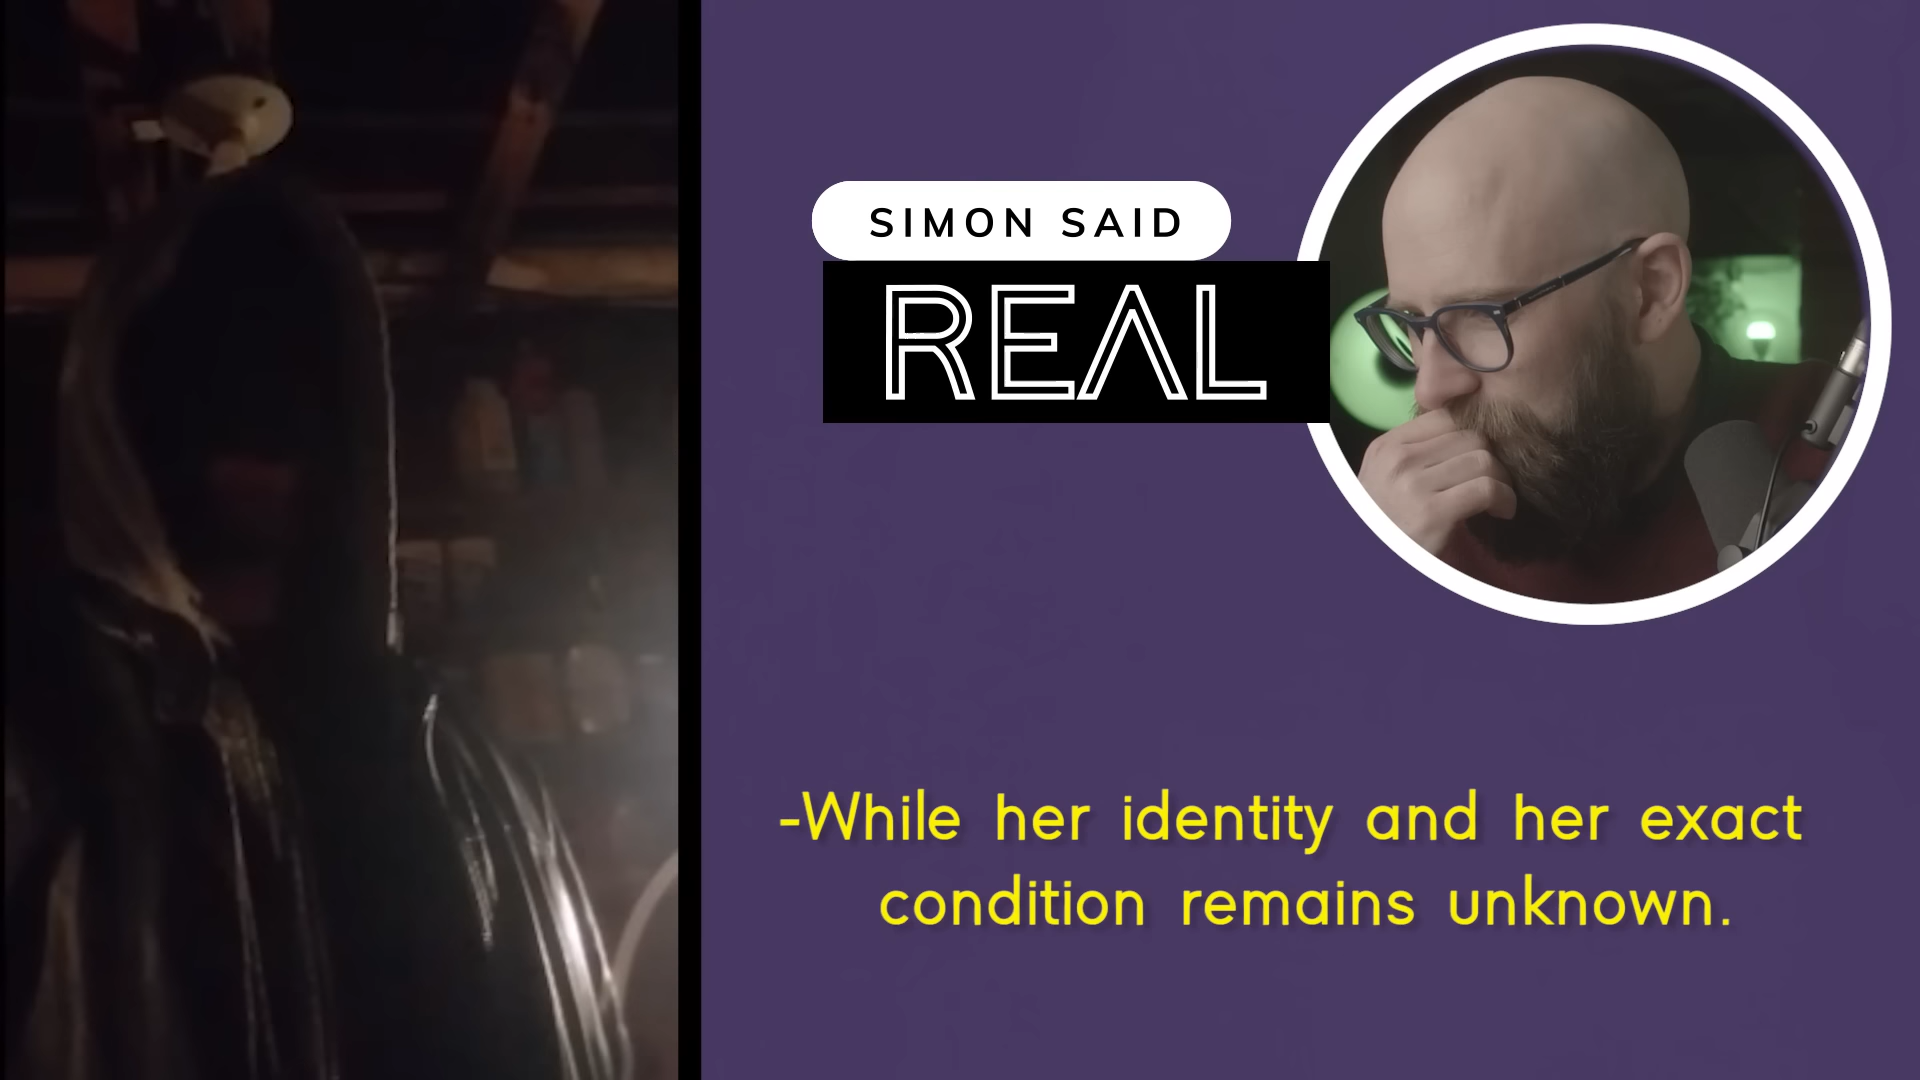 SIMON SAID
REAL
-While her identity and her exact
condition remains unknown.